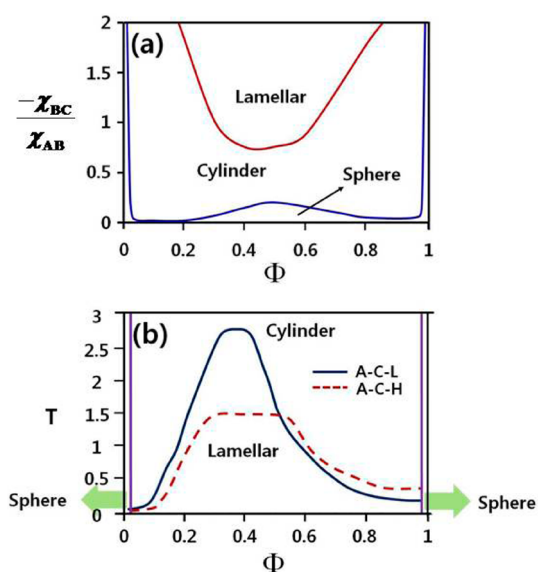 2
(a)
1.5
Lamellar
−χBC
χAB
1
Cylinder
Sphere
0.5
0
0 0.2 0.4 0.6 0.8 1
Φ
3
(b)
Cylinder
2.5
A-C-L
2
A-C-H
T
1.5
Lamellar
1
0.5
Sphere
Sphere
0
0 0.2 0.4 0.6 0.8 1
Φ